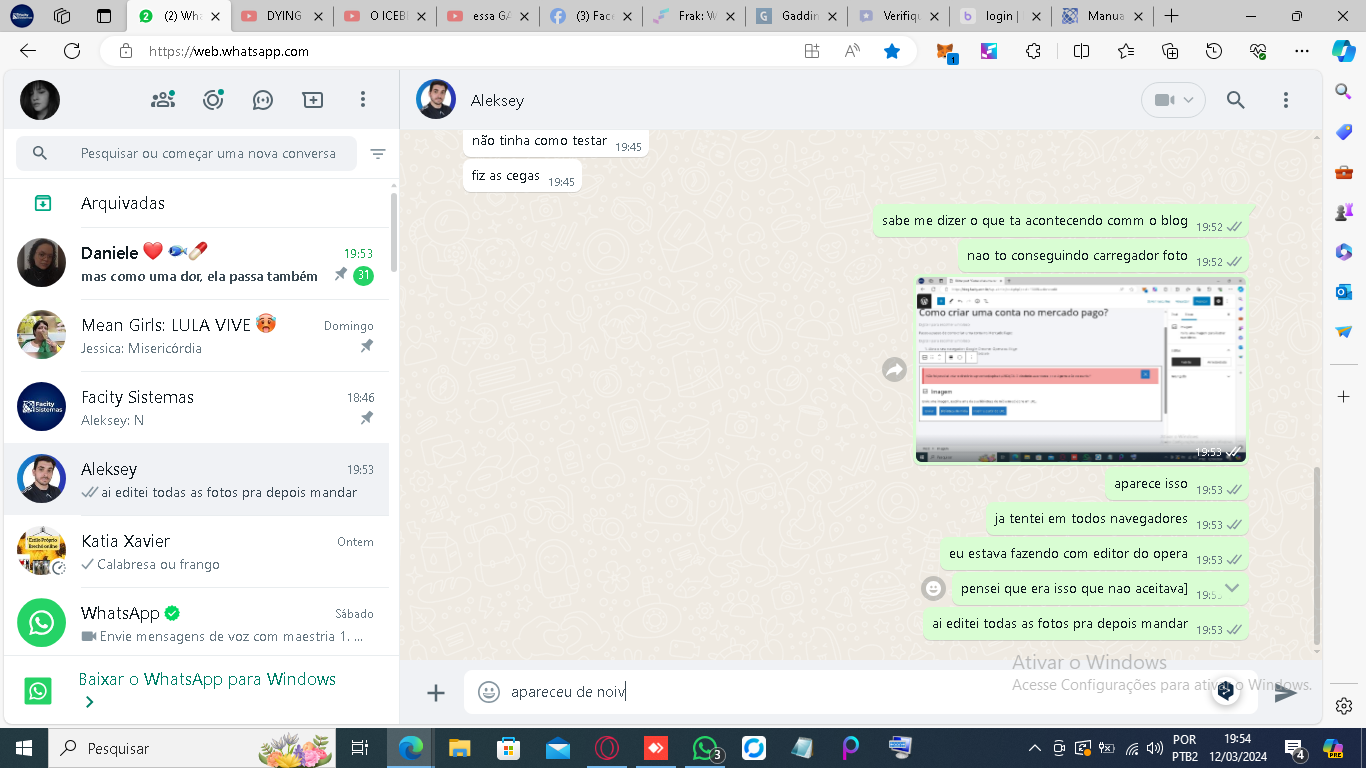 (2) Wha
DYING
O ICEBE
essa GA
(3) Face
Frak: W
Gaddin
Verifiqu
login |
Manua
https://web.whatsapp.com
1
Aleksey
não tinha como testar 19:45
Pesquisar ou começar uma nova conversa
fiz as cegas 19:45
Arquivadas
sabe me dizer o que ta acontecendo comm o blog 19:52
Daniele 19:53
nao to conseguindo carregador foto 19:52
mas como uma dor, ela passa também 31
Como criar uma conta no mercado pago?
Mean Girls: LULA VIVE Domingo
Jessica: Misericórdia
Imagem
Facity Sistemas
Facity Sistemas 18:46
Aleksey: N
19:53
Aleksey 19:53
ai editei todas as fotos pra depois mandar
aparece isso 19:53
ja tentei em todos navegadores 19:53
Katia Xavier Ontem
Calabresa ou frango
eu estava fazendo com editor do opera 19:53
pensei que era isso que nao aceitava] 19:53
WhatsApp Sábado
Envie mensagens de voz com maestria 1. ...
ai editei todas as fotos pra depois mandar 19:53
Baixar o WhatsApp para Windows
Ativar o Windows
Acesse Configurações para ativar o Windows.
apareceu de noiv
Pesquisar
3
POR
PTB2
19:54
12/03/2024
4
PRE